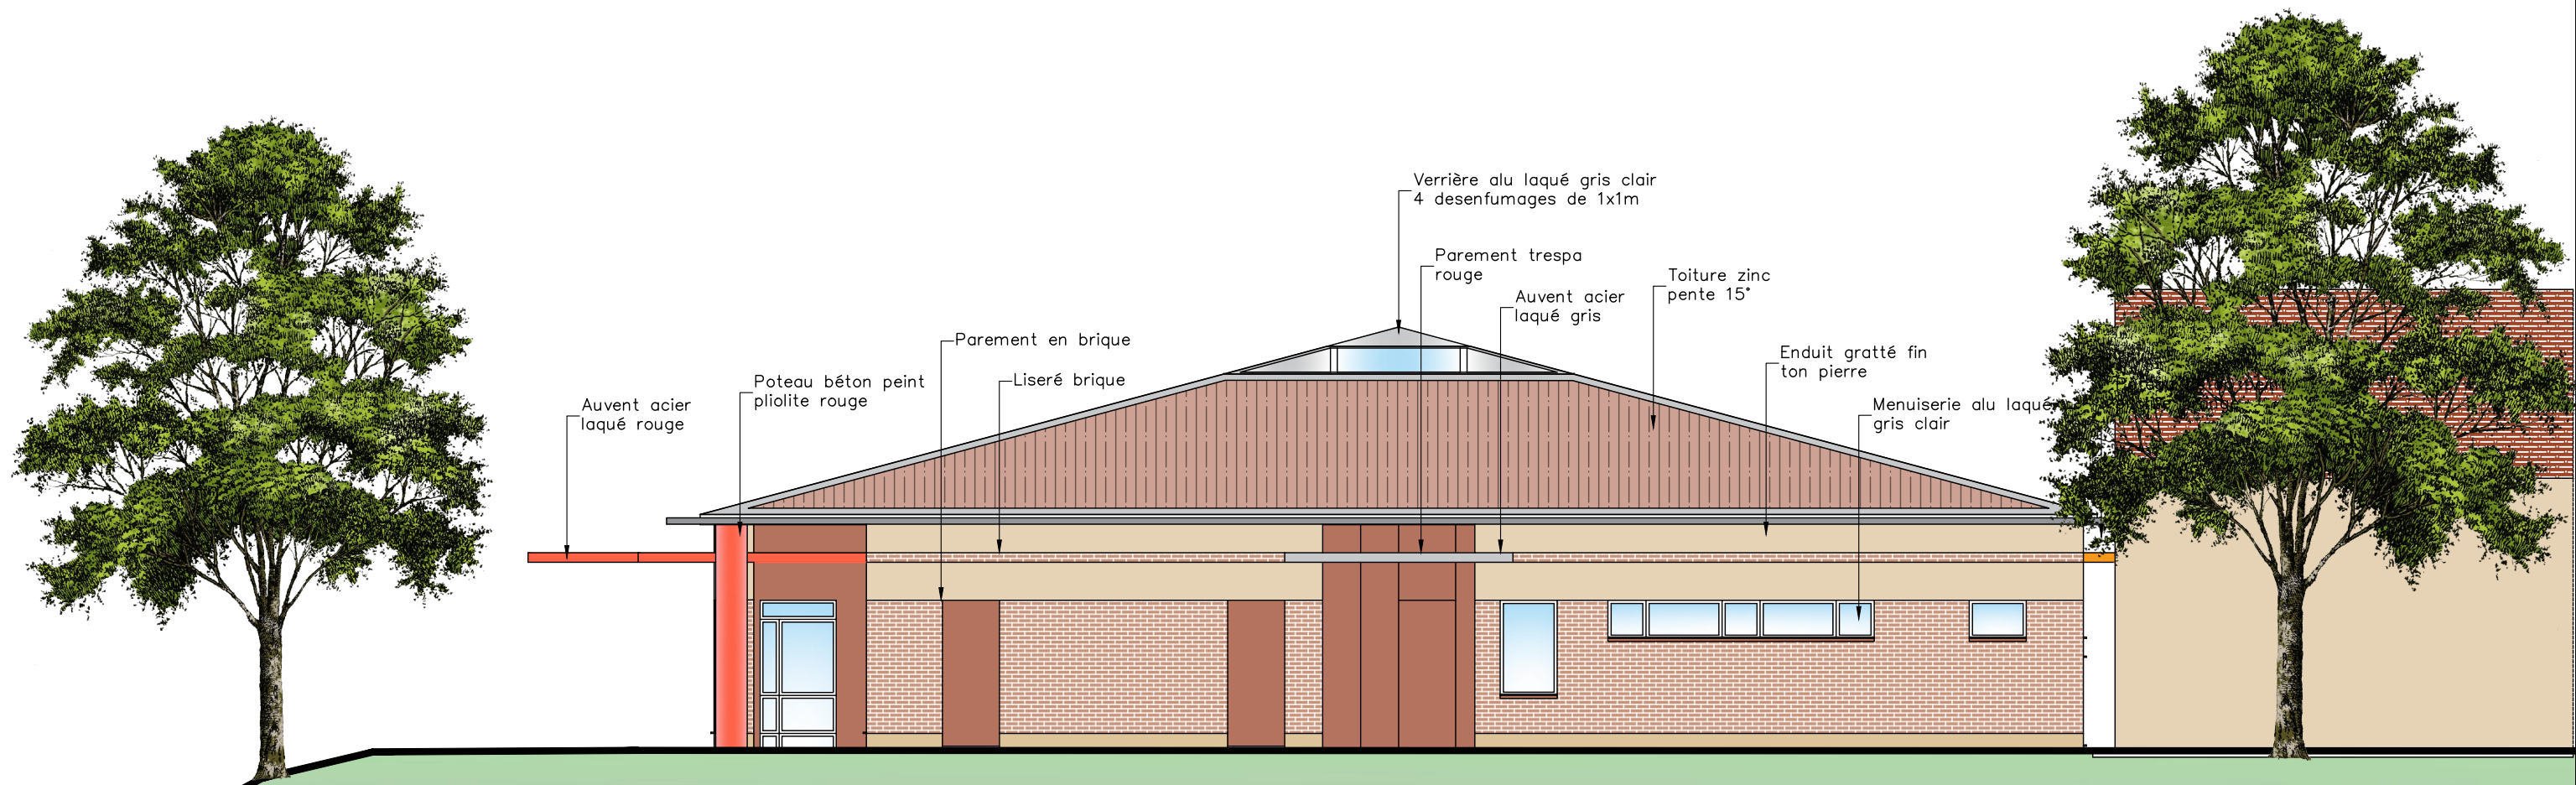 Verrière alu laqué gris clair
4 desenfumages de 1x1m
Parement trespa
rouge
Toiture zinc
pente 15°
Auvent acier
laqué gris
Parement en brique
Enduit gratté fin
ton pierre
Poteau béton peint
pliolite rouge
Liseré brique
Auvent acier
laqué rouge
Menuiserie alu laqué
gris clair